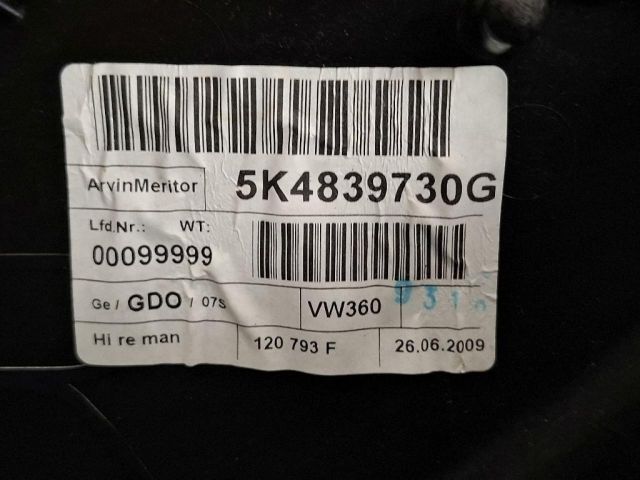 ArvinMeritor 5K4839730G
Lfd.Nr.: WT:
00099999
Ge / GDO / 07S VW360
Hi re man 120 793 F 26.06.2009